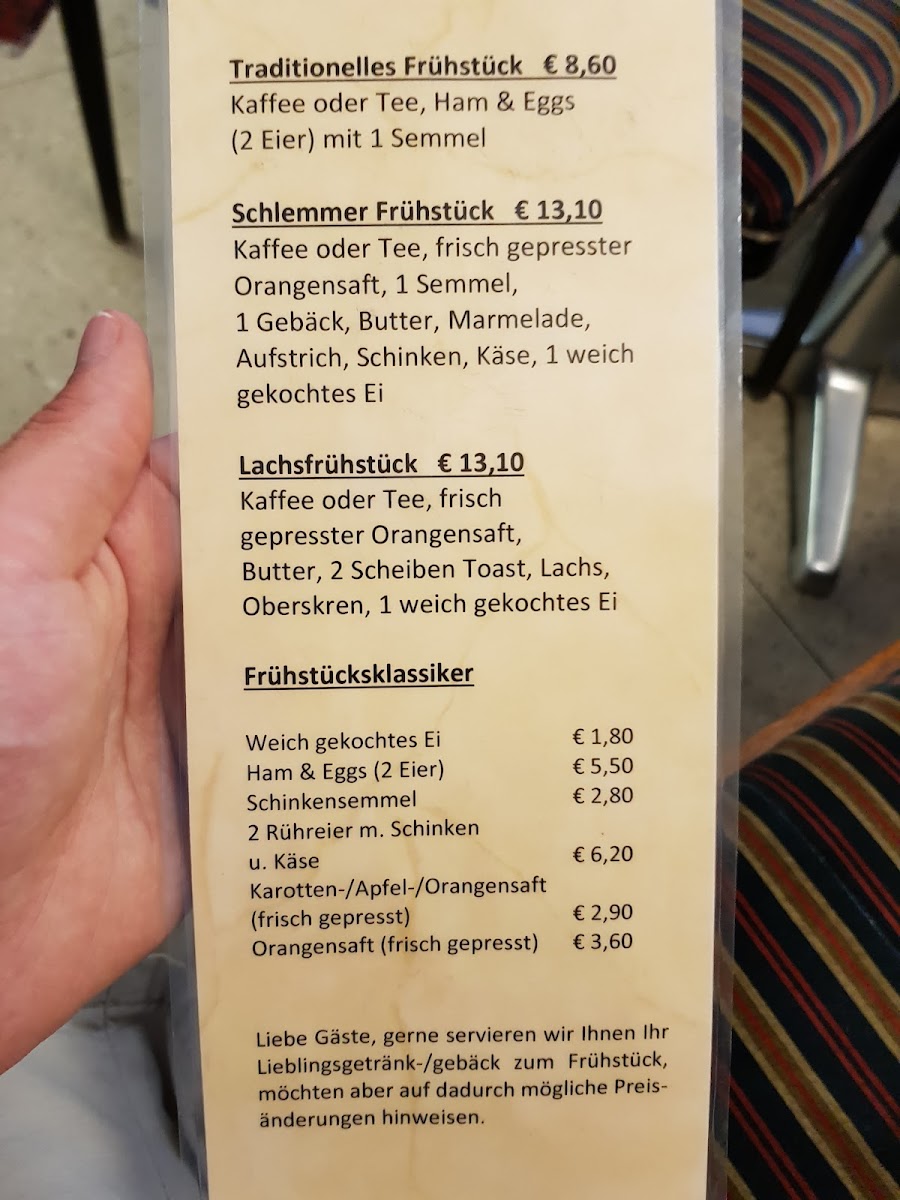 Traditionelles Frühstück € 8,60
Kaffee oder Tee, Ham & Eggs
(2 Eier) mit 1 Semmel
Schlemmer Frühstück € 13,10
Kaffee oder Tee, frisch gepresster
Orangensaft, 1 Semmel,
1 Gebäck, Butter, Marmelade,
Aufstrich, Schinken, Käse, 1 weich
gekochtes Ei
Lachsfrühstück € 13,10
Kaffee oder Tee, frisch
gepresster Orangensaft,
Butter, 2 Scheiben Toast, Lachs,
Oberskren, 1 weich gekochtes Ei
Frühstücksklassiker
Weich gekochtes Ei € 1,80
Ham & Eggs (2 Eier) € 5,50
Schinkensemmel € 2,80
2 Rühreier m. Schinken
u. Käse € 6,20
Karotten-/Apfel-/Orangensaft
(frisch gepresst) € 2,90
Orangensaft (frisch gepresst) € 3,60
Liebe Gäste, gerne servieren wir Ihnen Ihr
Lieblingsgetränk-/gebäck zum Frühstück,
möchten aber auf dadurch mögliche Preis-
änderungen hinweisen.